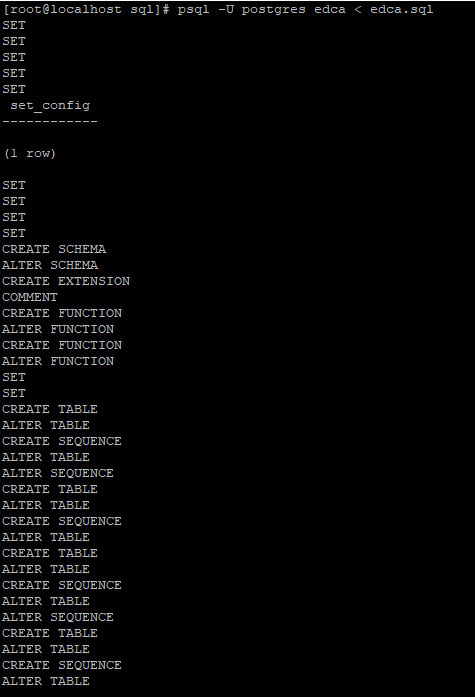 [root@localhost sql]# psql -U postgres edca < edca.sql
SET
SET
SET
SET
SET
set_config
------------
(1 row)
SET
SET
SET
SET
CREATE SCHEMA
ALTER SCHEMA
CREATE EXTENSION
COMMENT
CREATE FUNCTION
ALTER FUNCTION
CREATE FUNCTION
ALTER FUNCTION
SET
SET
CREATE TABLE
ALTER TABLE
CREATE SEQUENCE
ALTER TABLE
ALTER SEQUENCE
CREATE TABLE
ALTER TABLE
CREATE SEQUENCE
ALTER TABLE
CREATE TABLE
ALTER TABLE
CREATE SEQUENCE
ALTER TABLE
ALTER SEQUENCE
CREATE TABLE
ALTER TABLE
CREATE SEQUENCE
ALTER TABLE